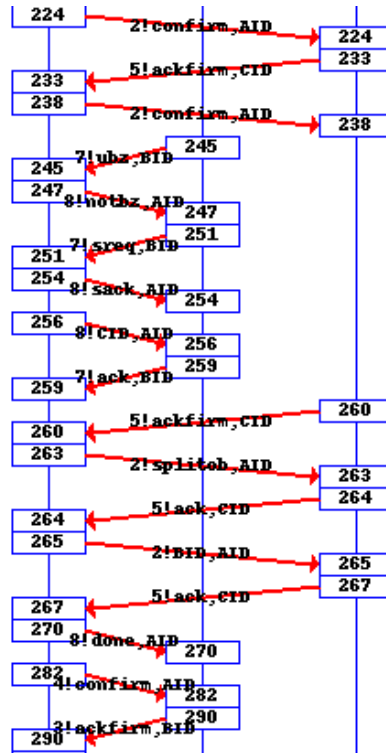 224
2!confirm,AID
224
5!ackfirm,CID
233
233
238
2!confirm,AID
238
245
7!ubz,BID
245
247
8!notbz,AID
247
7!sreq,BID
251
251
254
8!sack,AID
254
256
8!CID,AID
256
259
7!ack,BID
259
260
5!ackfirm,CID
260
263
2!splitob,AID
263
5!ack,CID
264
264
265
2!BID,AID
265
5!ack,CID
267
267
270
8!done,AID
270
282
4!confirm,AID
282
290
3!ackfirm,BID
290